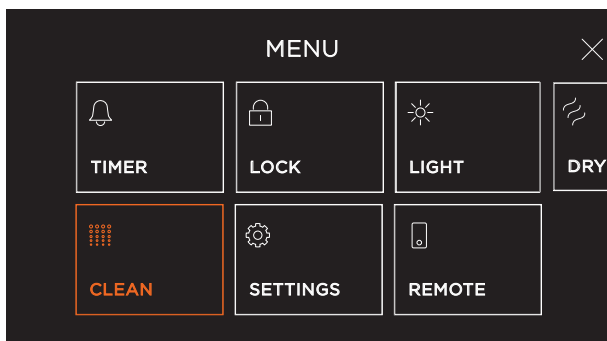 MENU
TIMER
LOCK
LIGHT
DRY
CLEAN
SETTINGS
REMOTE